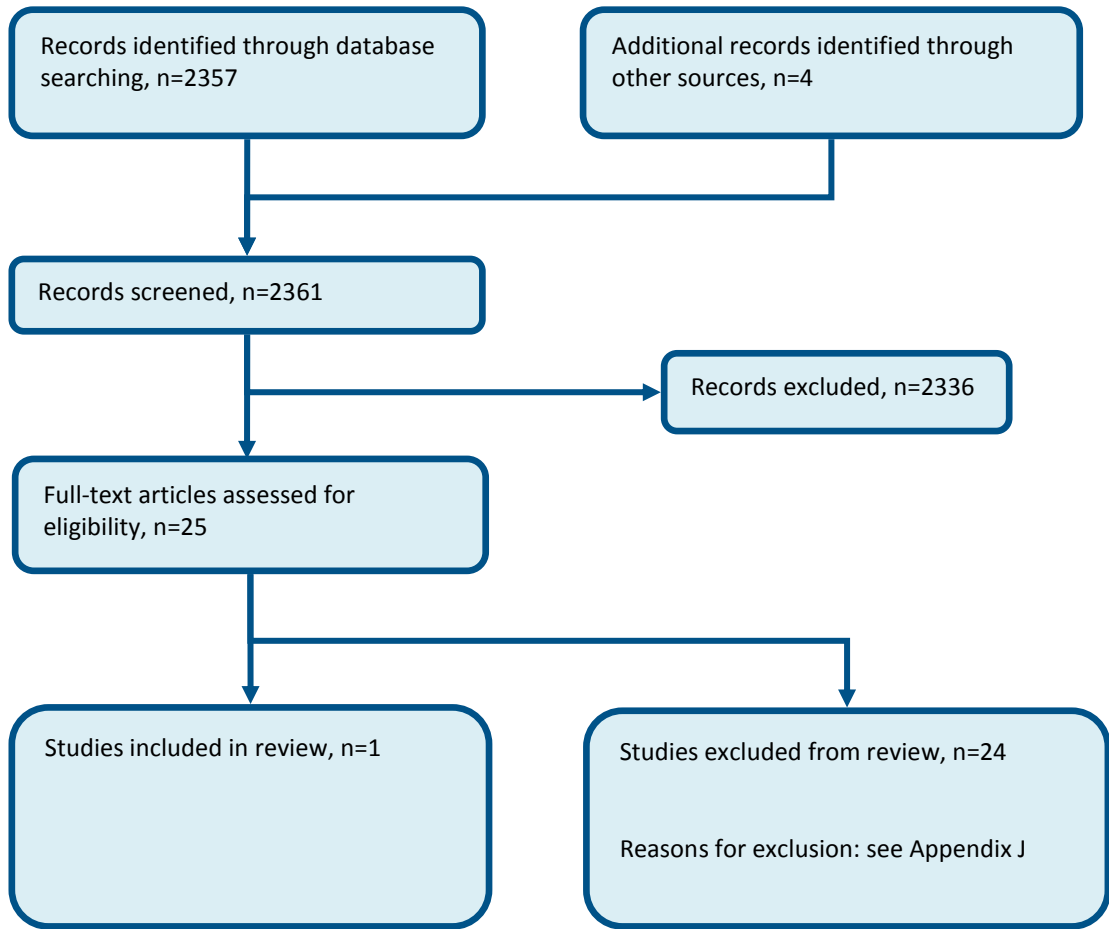 Records identified through database
searching, n=2357
Additional records identified through
other sources, n=4
Records screened, n=2361
Records excluded, n=2336
Full-text articles assessed for
eligibility, n=25
Studies included in review, n=1
Studies excluded from review, n=24
Reasons for exclusion: see Appendix J